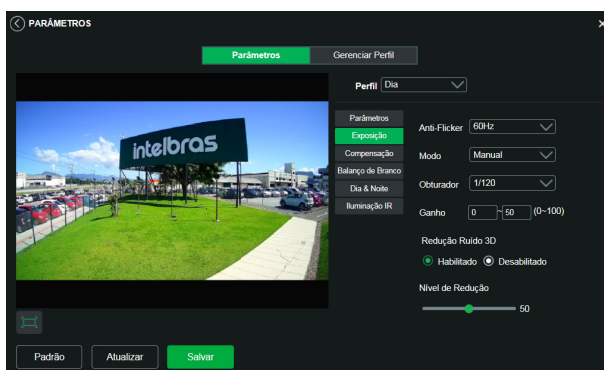 PARÂMETROS
×
Parâmetros Gerenciar Perfil
Perfil Dia
intelbras
Parâmetros
Exposição
Compensação
Balanço de Branco
Dia & Noite
Iluminação IR
Anti-Flicker 60Hz
Modo Manual
Obturador 1/120
Ganho 0 ~ 50 (0~100)
Redução Ruído 3D
Habilitado Desabilitado
Nível de Redução
50
Padrão Atualizar Salvar